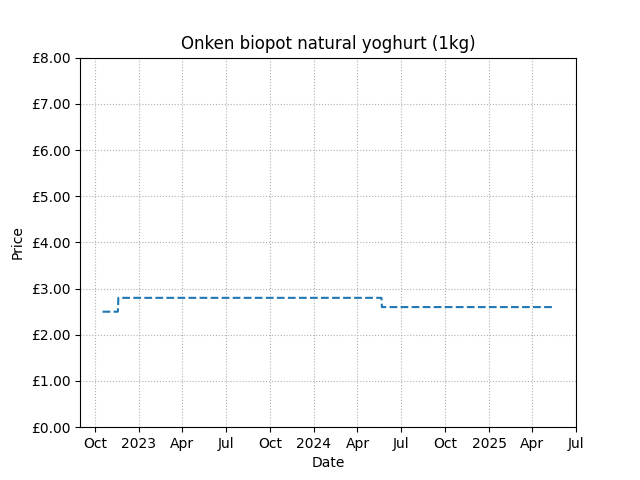 Onken biopot natural yoghurt (1kg)
£8.00
£7.00
£6.00
£5.00
£4.00
£3.00
£2.00
£1.00
£0.00
Price
Oct 2023 Apr Jul Oct 2024 Apr Jul Oct 2025 Apr Jul
Date